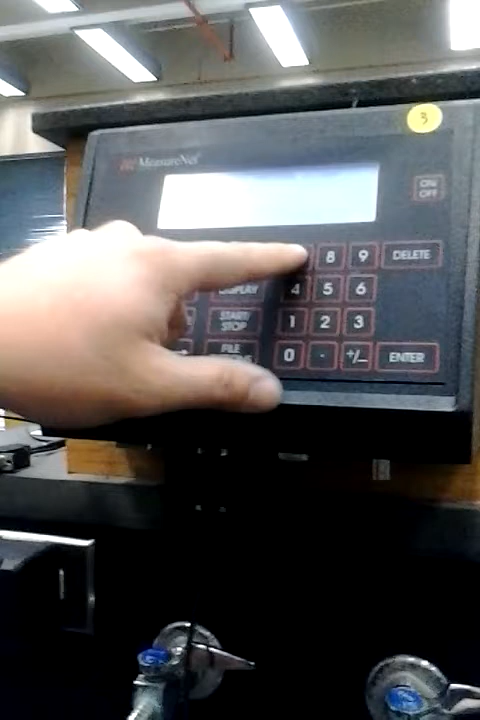 3
MeasureNet
ON/
OFF
8 9 DELETE
DISPLAY 4 5 6
START/
STOP 1 2 3
FILE 0 . +/_ ENTER